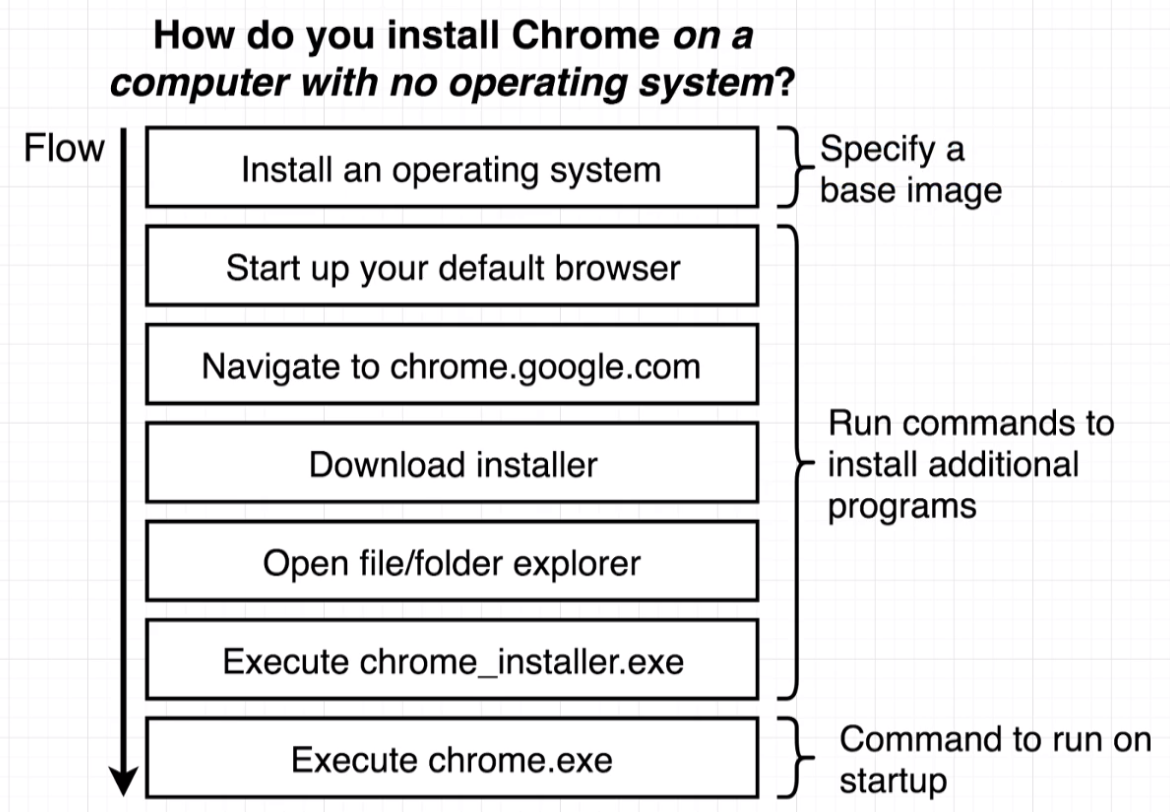 How do you install Chrome on a
computer with no operating system?
Flow
Install an operating system
Specify a
base image
Start up your default browser
Navigate to chrome.google.com
Download installer
Open file/folder explorer
Execute chrome_installer.exe
Run commands to
install additional
programs
Execute chrome.exe
Command to run on
startup